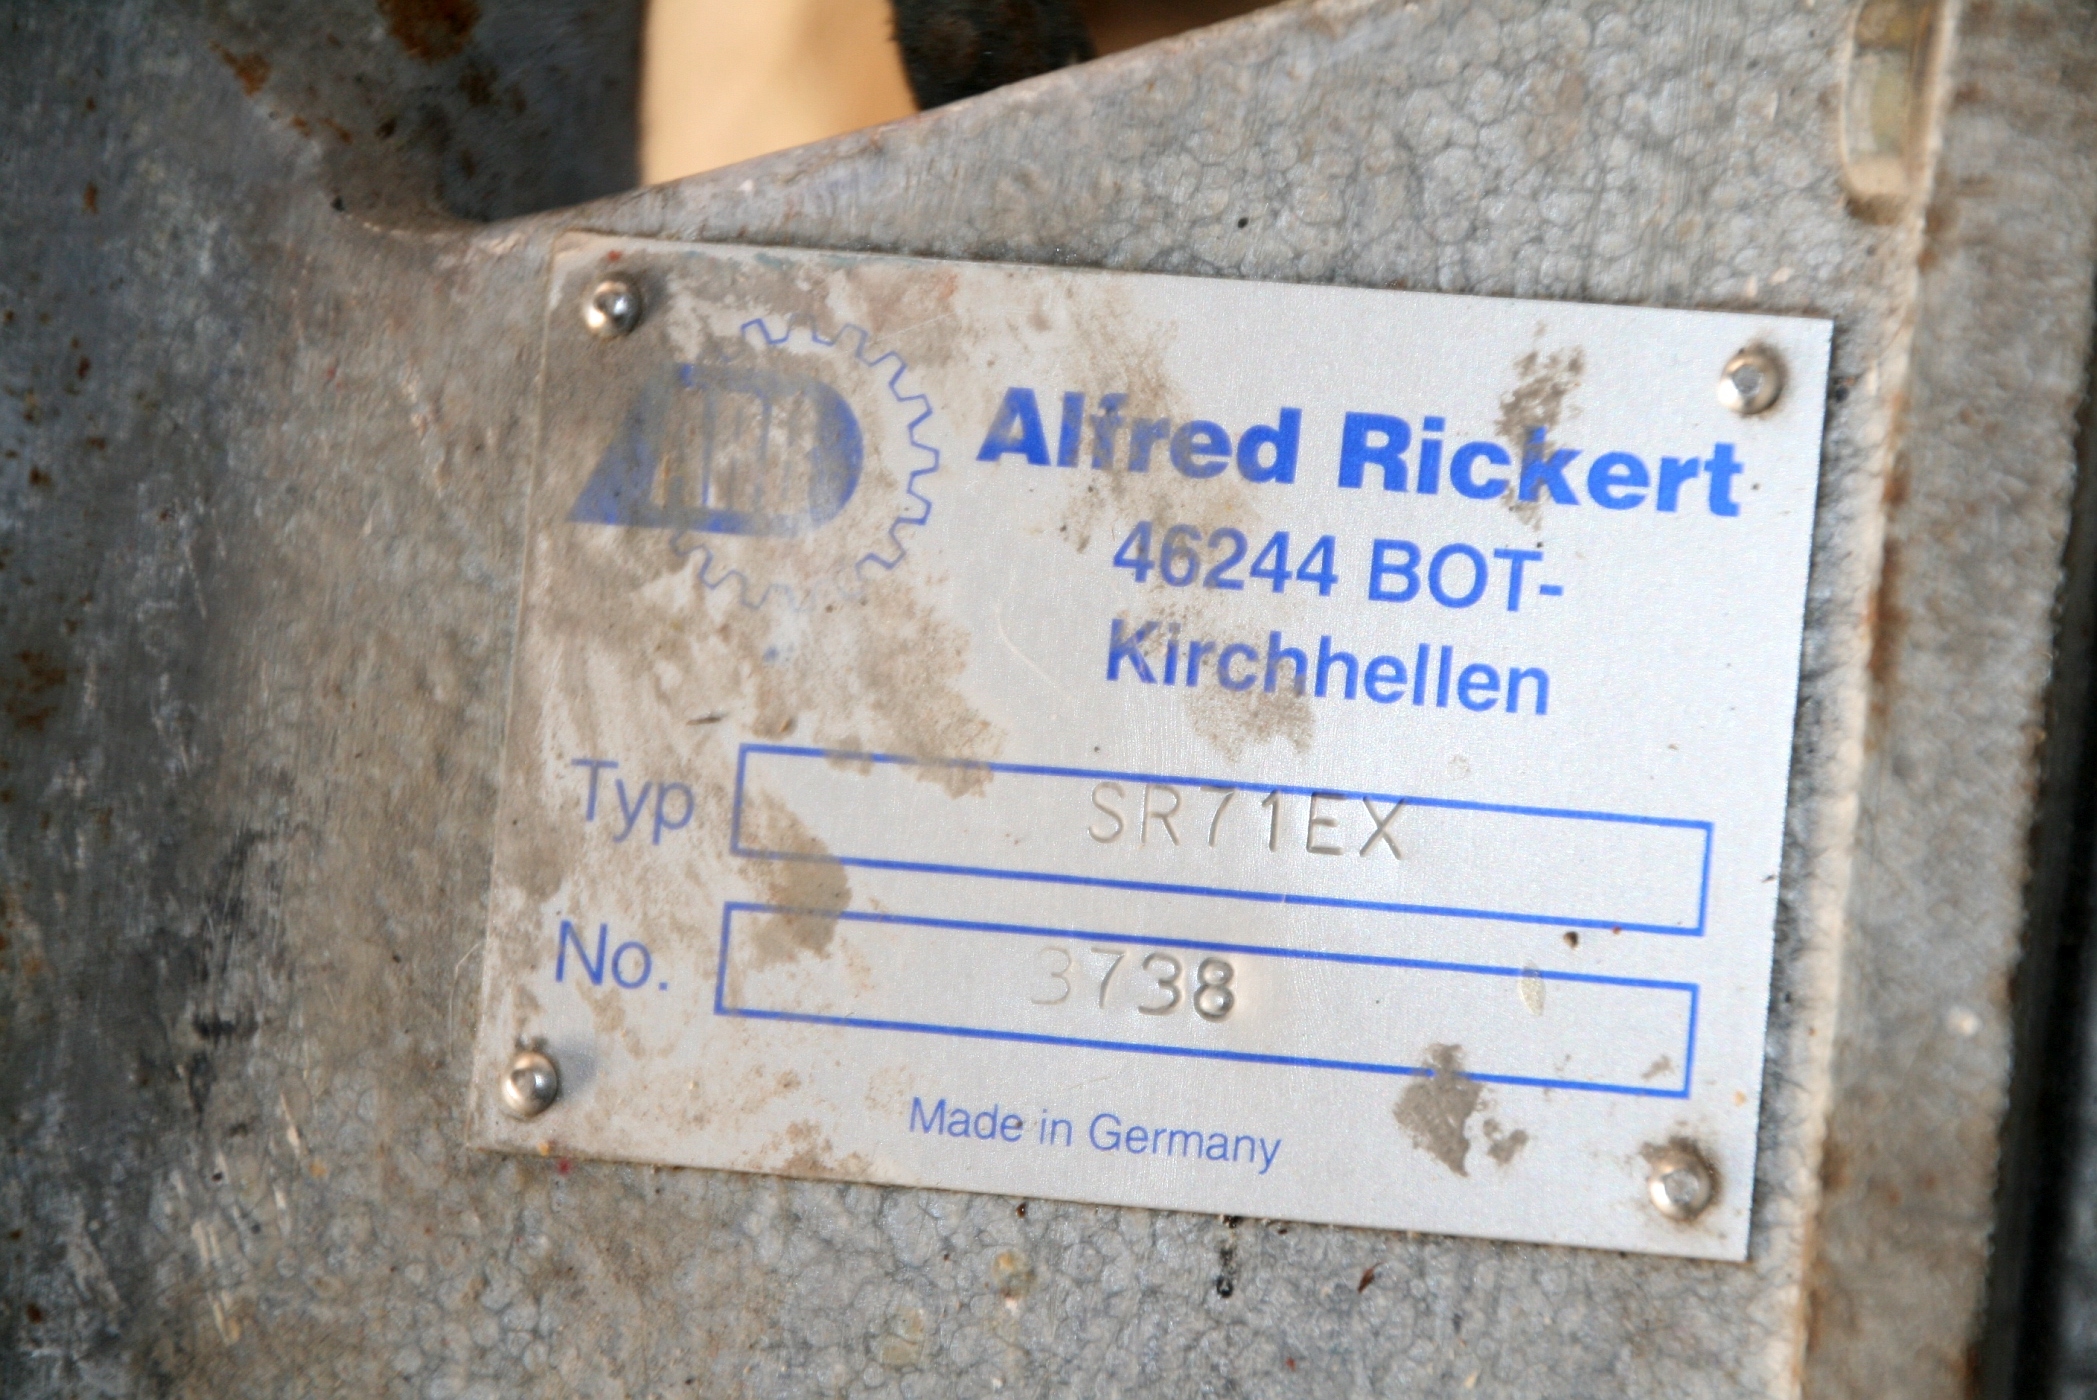 Alfred Rickert
46244 BOT-
Kirchhellen
Typ SR71EX
No. 3738
Made in Germany